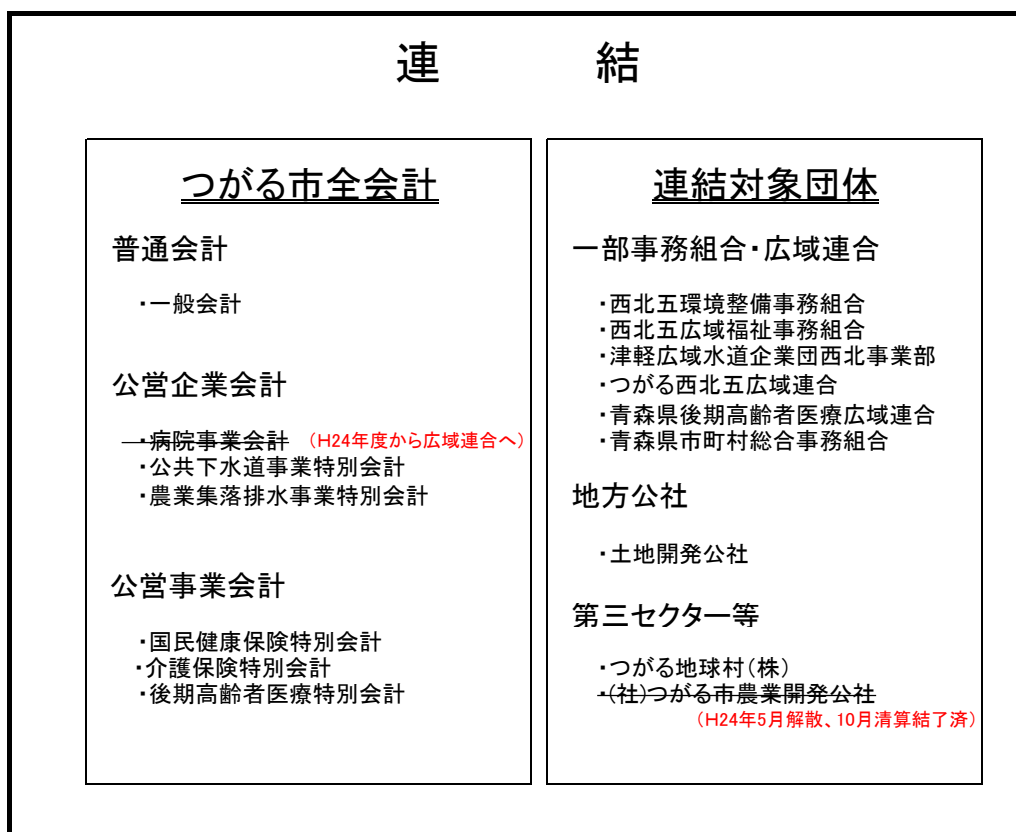 連 結
つがる市全会計
普通会計
・一般会計
公営企業会計
・病院事業会計 （H24年度から広域連合へ）
・公共下水道事業特別会計
・農業集落排水事業特別会計
公営事業会計
・国民健康保険特別会計
・介護保険特別会計
・後期高齢者医療特別会計
連結対象団体
一部事務組合・広域連合
・西北五環境整備事務組合
・西北五広域福祉事務組合
・津軽広域水道企業団西北事業部
・つがる西北五広域連合
・青森県後期高齢者医療広域連合
・青森県市町村総合事務組合
地方公社
・土地開発公社
第三セクター等
・つがる地球村（株）
・(社)つがる市農業開発公社
（H24年5月解散、10月清算結了済）